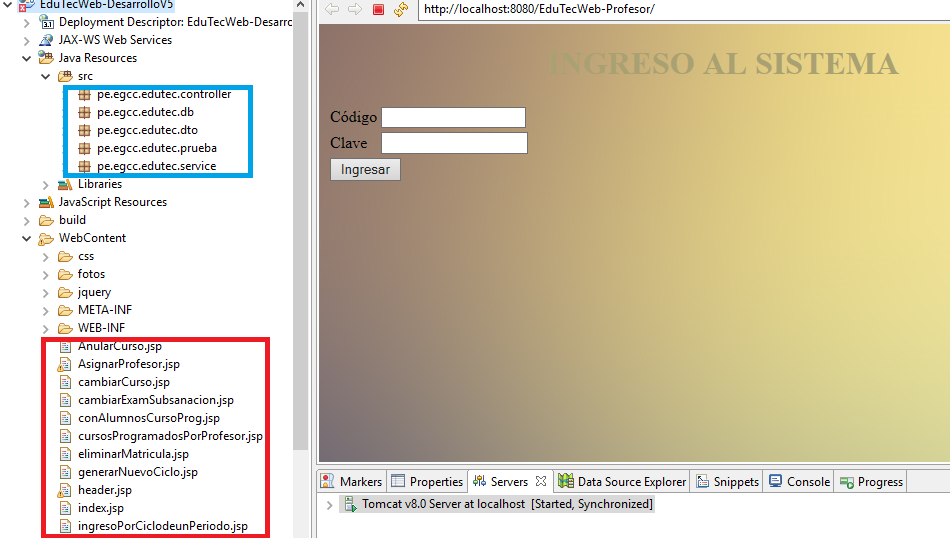 EduTecWeb-DesarrolloV5
Deployment Descriptor: EduTecWeb-Desarrc
JAX-WS Web Services
Java Resources
src
pe.egcc.edutec.controller
pe.egcc.edutec.db
pe.egcc.edutec.dto
pe.egcc.edutec.prueba
pe.egcc.edutec.service
Libraries
JavaScript Resources
build
WebContent
css
fotos
jquery
META-INF
WEB-INF
AnularCurso.jsp
AsignarProfesor.jsp
cambiarCurso.jsp
cambiarExamSubsanacion.jsp
conAlumnosCursoProg.jsp
cursosProgramadosPorProfesor.jsp
eliminarMatricula.jsp
generarNuevoCiclo.jsp
header.jsp
index.jsp
ingresoPorCiclodeunPeriodo.jsp
http://localhost:8080/EduTecWeb-Profesor/
INGRESO AL SISTEMA
Código
Clave
Ingresar
Markers Properties Servers Data Source Explorer Snippets Console Progress
Tomcat v8.0 Server at localhost [Started, Synchronized]